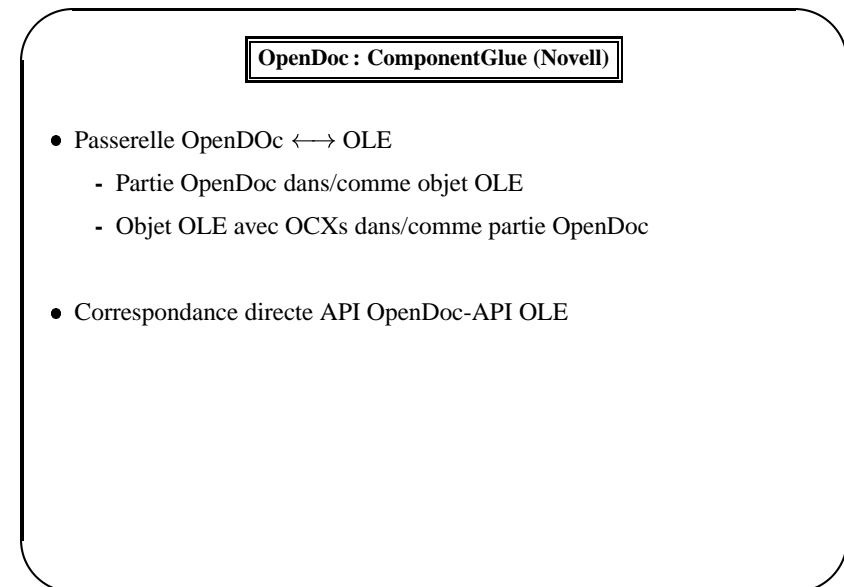 OpenDoc : ComponentGlue (Novell)
• Passerelle OpenDOc ⟷ OLE
- Partie OpenDoc dans/comme objet OLE
- Objet OLE avec OCXs dans/comme partie OpenDoc
• Correspondance directe API OpenDoc-API OLE